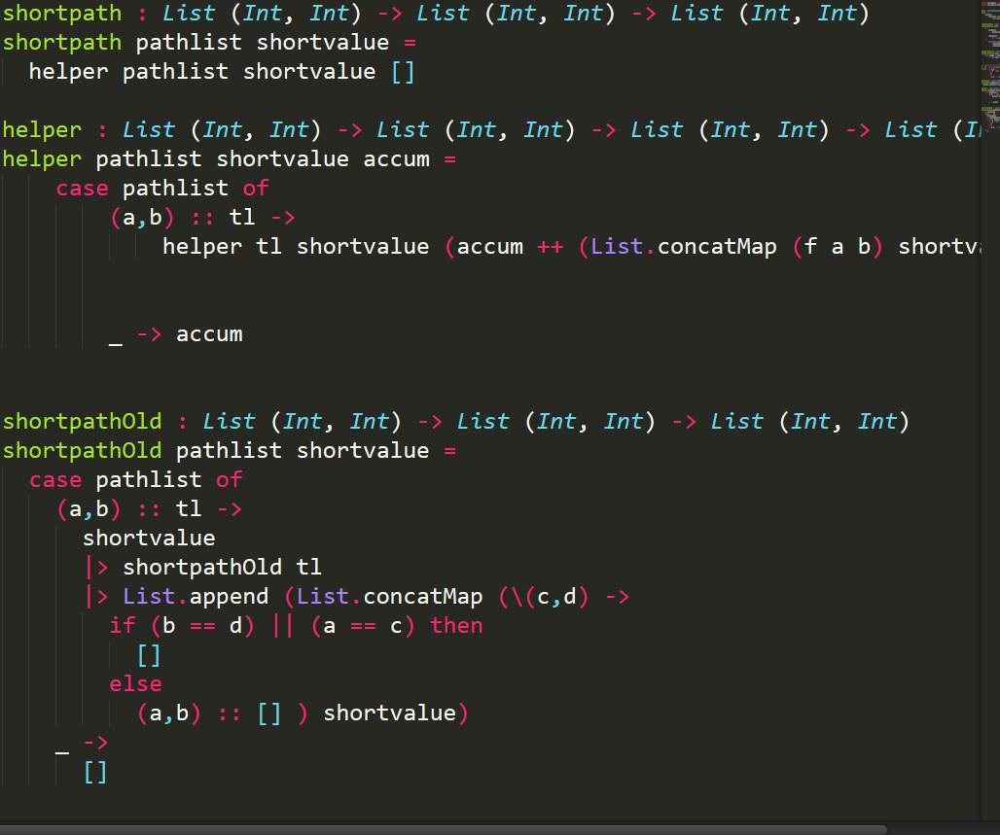 shortpath : List (Int, Int) -> List (Int, Int) -> List (Int, Int)
shortpath pathlist shortvalue =
  helper pathlist shortvalue []
helper : List (Int, Int) -> List (Int, Int) -> List (Int, Int) -> List
helper pathlist shortvalue accum =
    case pathlist of
        (a,b) :: tl ->
            helper tl shortvalue (accum ++ (List.concatMap (f a b)
        _ -> accum
shortpathOld : List (Int, Int) -> List (Int, Int) -> List (Int, Int)
shortpathOld pathlist shortvalue =
  case pathlist of
    (a,b) :: tl ->
      shortvalue
      |> shortpathOld tl
      |> List.append (List.concatMap (\(c,d) ->
        if (b == d) || (a == c) then
          []
        else
          (a,b) :: [] ) shortvalue)
    _ ->
      []